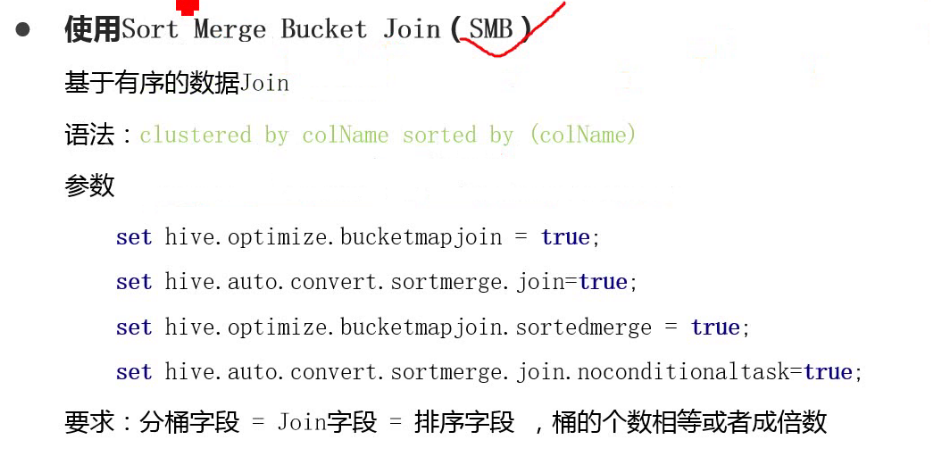 ● 使用Sort Merge Bucket Join（SMB）
基于有序的数据Join
语法：clustered by colName sorted by (colName)
参数
set hive.optimize.bucketmapjoin = true;
set hive.auto.convert.sortmerge.join=true;
set hive.optimize.bucketmapjoin.sortedmerge = true;
set hive.auto.convert.sortmerge.join.noconditionaltask=true;
要求：分桶字段 = Join字段 = 排序字段 ，桶的个数相等或者成倍数